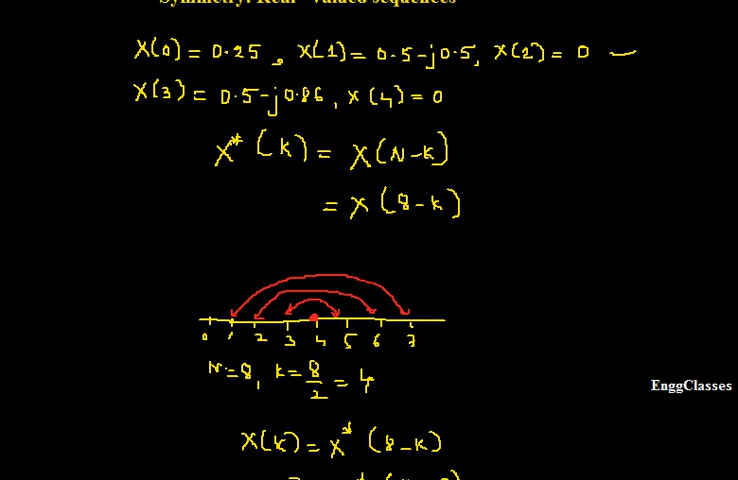 Symmetry: Real -valued sequences
X(0) = 0.25, X(1) = 0.5-j0.5, X(2) = 0
X(3) = 0.5-j0.86, X(4) = 0
X*(K) = X(N-K)
= X(8-K)
0 1 2 3 4 5 6 7
N=8, K=8/2 = 4
EnggClasses
X(K) = X*(8-K)